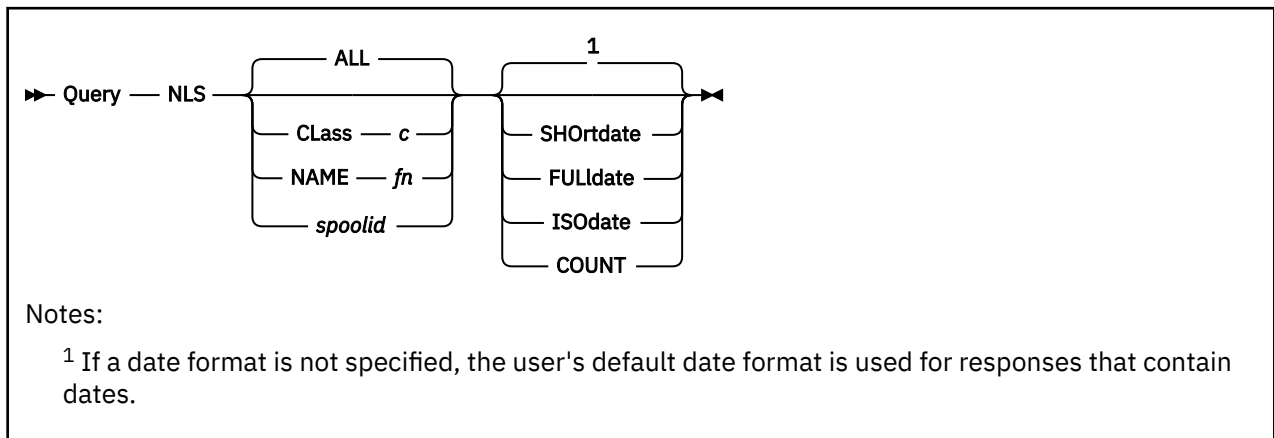 ALL
1
Query NLS
CLass c
SHOrtdate
NAME fn
FULldate
spoolid
ISOdate
COUNT
Notes:
1 If a date format is not specified, the user's default date format is used for responses that contain
dates.